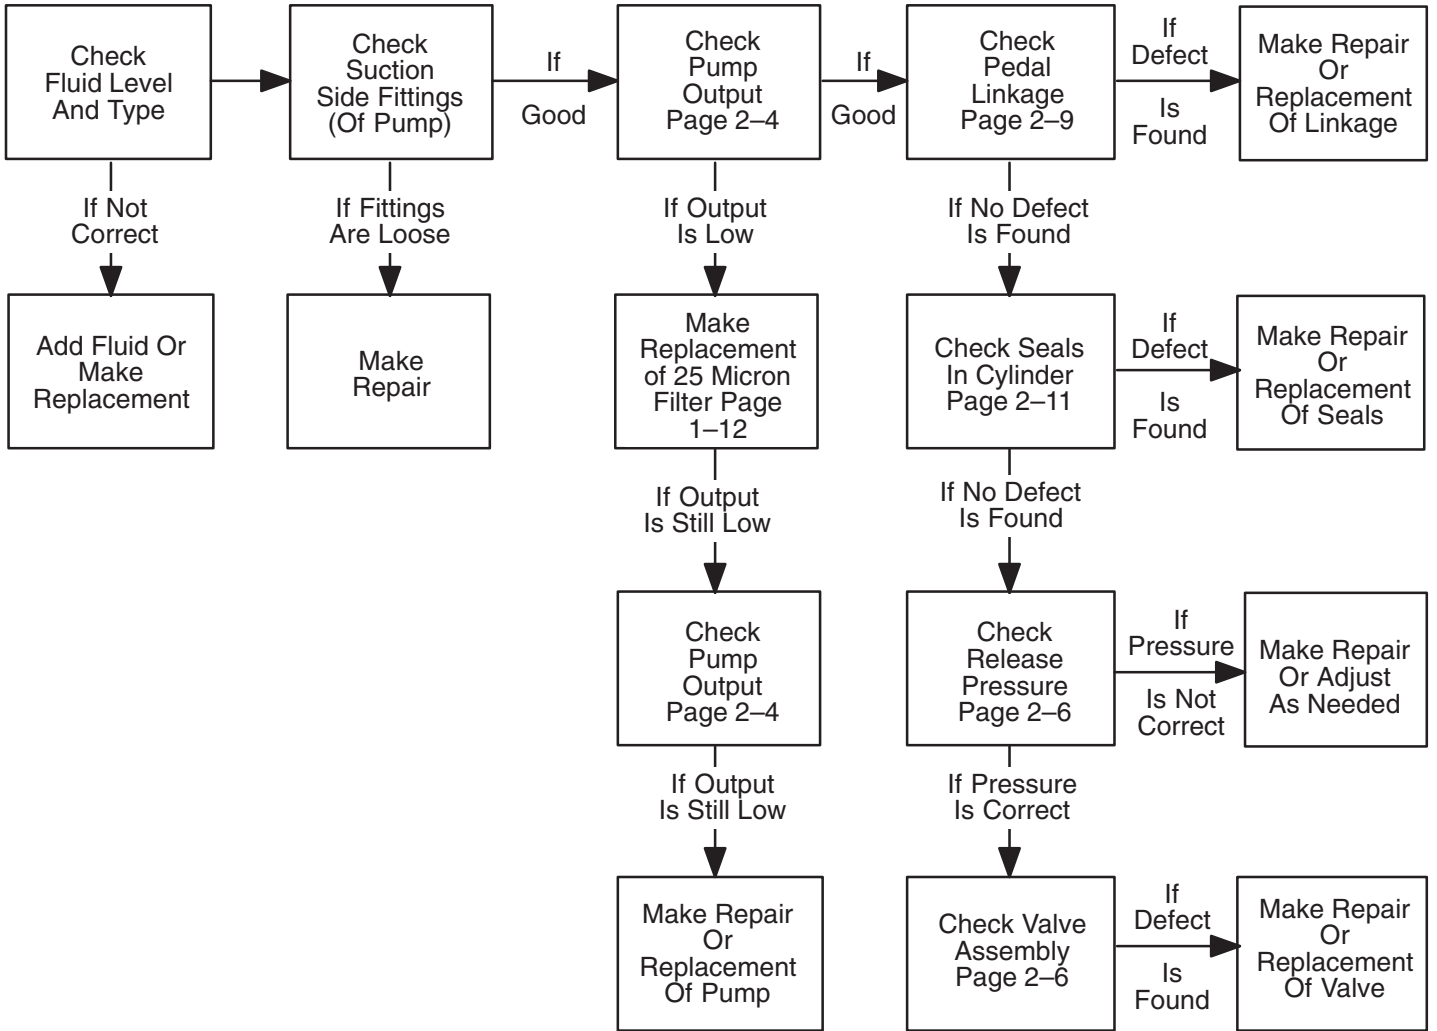 Check
Fluid Level
And Type
Check
Suction
Side Fittings
(Of Pump)
If
Good
Check
Pump
Output
Page 2–4
If
Good
Check
Pedal
Linkage
Page 2–9
If
Defect
Is
Found
Make Repair
Or
Replacement
Of Linkage
If Not
Correct
If Fittings
Are Loose
If Output
Is Low
If No Defect
Is Found
Add Fluid Or
Make
Replacement
Make
Repair
Make
Replacement
of 25 Micron
Filter Page
1–12
Check Seals
In Cylinder
Page 2–11
If
Defect
Is
Found
Make Repair
Or
Replacement
Of Seals
If Output
Is Still Low
If No Defect
Is Found
Check
Pump
Output
Page 2–4
Check
Release
Pressure
Page 2–6
If
Pressure
Is Not
Correct
Make Repair
Or Adjust
As Needed
If Output
Is Still Low
If Pressure
Is Correct
Make Repair
Or
Replacement
Of Pump
Check Valve
Assembly
Page 2–6
If
Defect
Is
Found
Make Repair
Or
Replacement
Of Valve